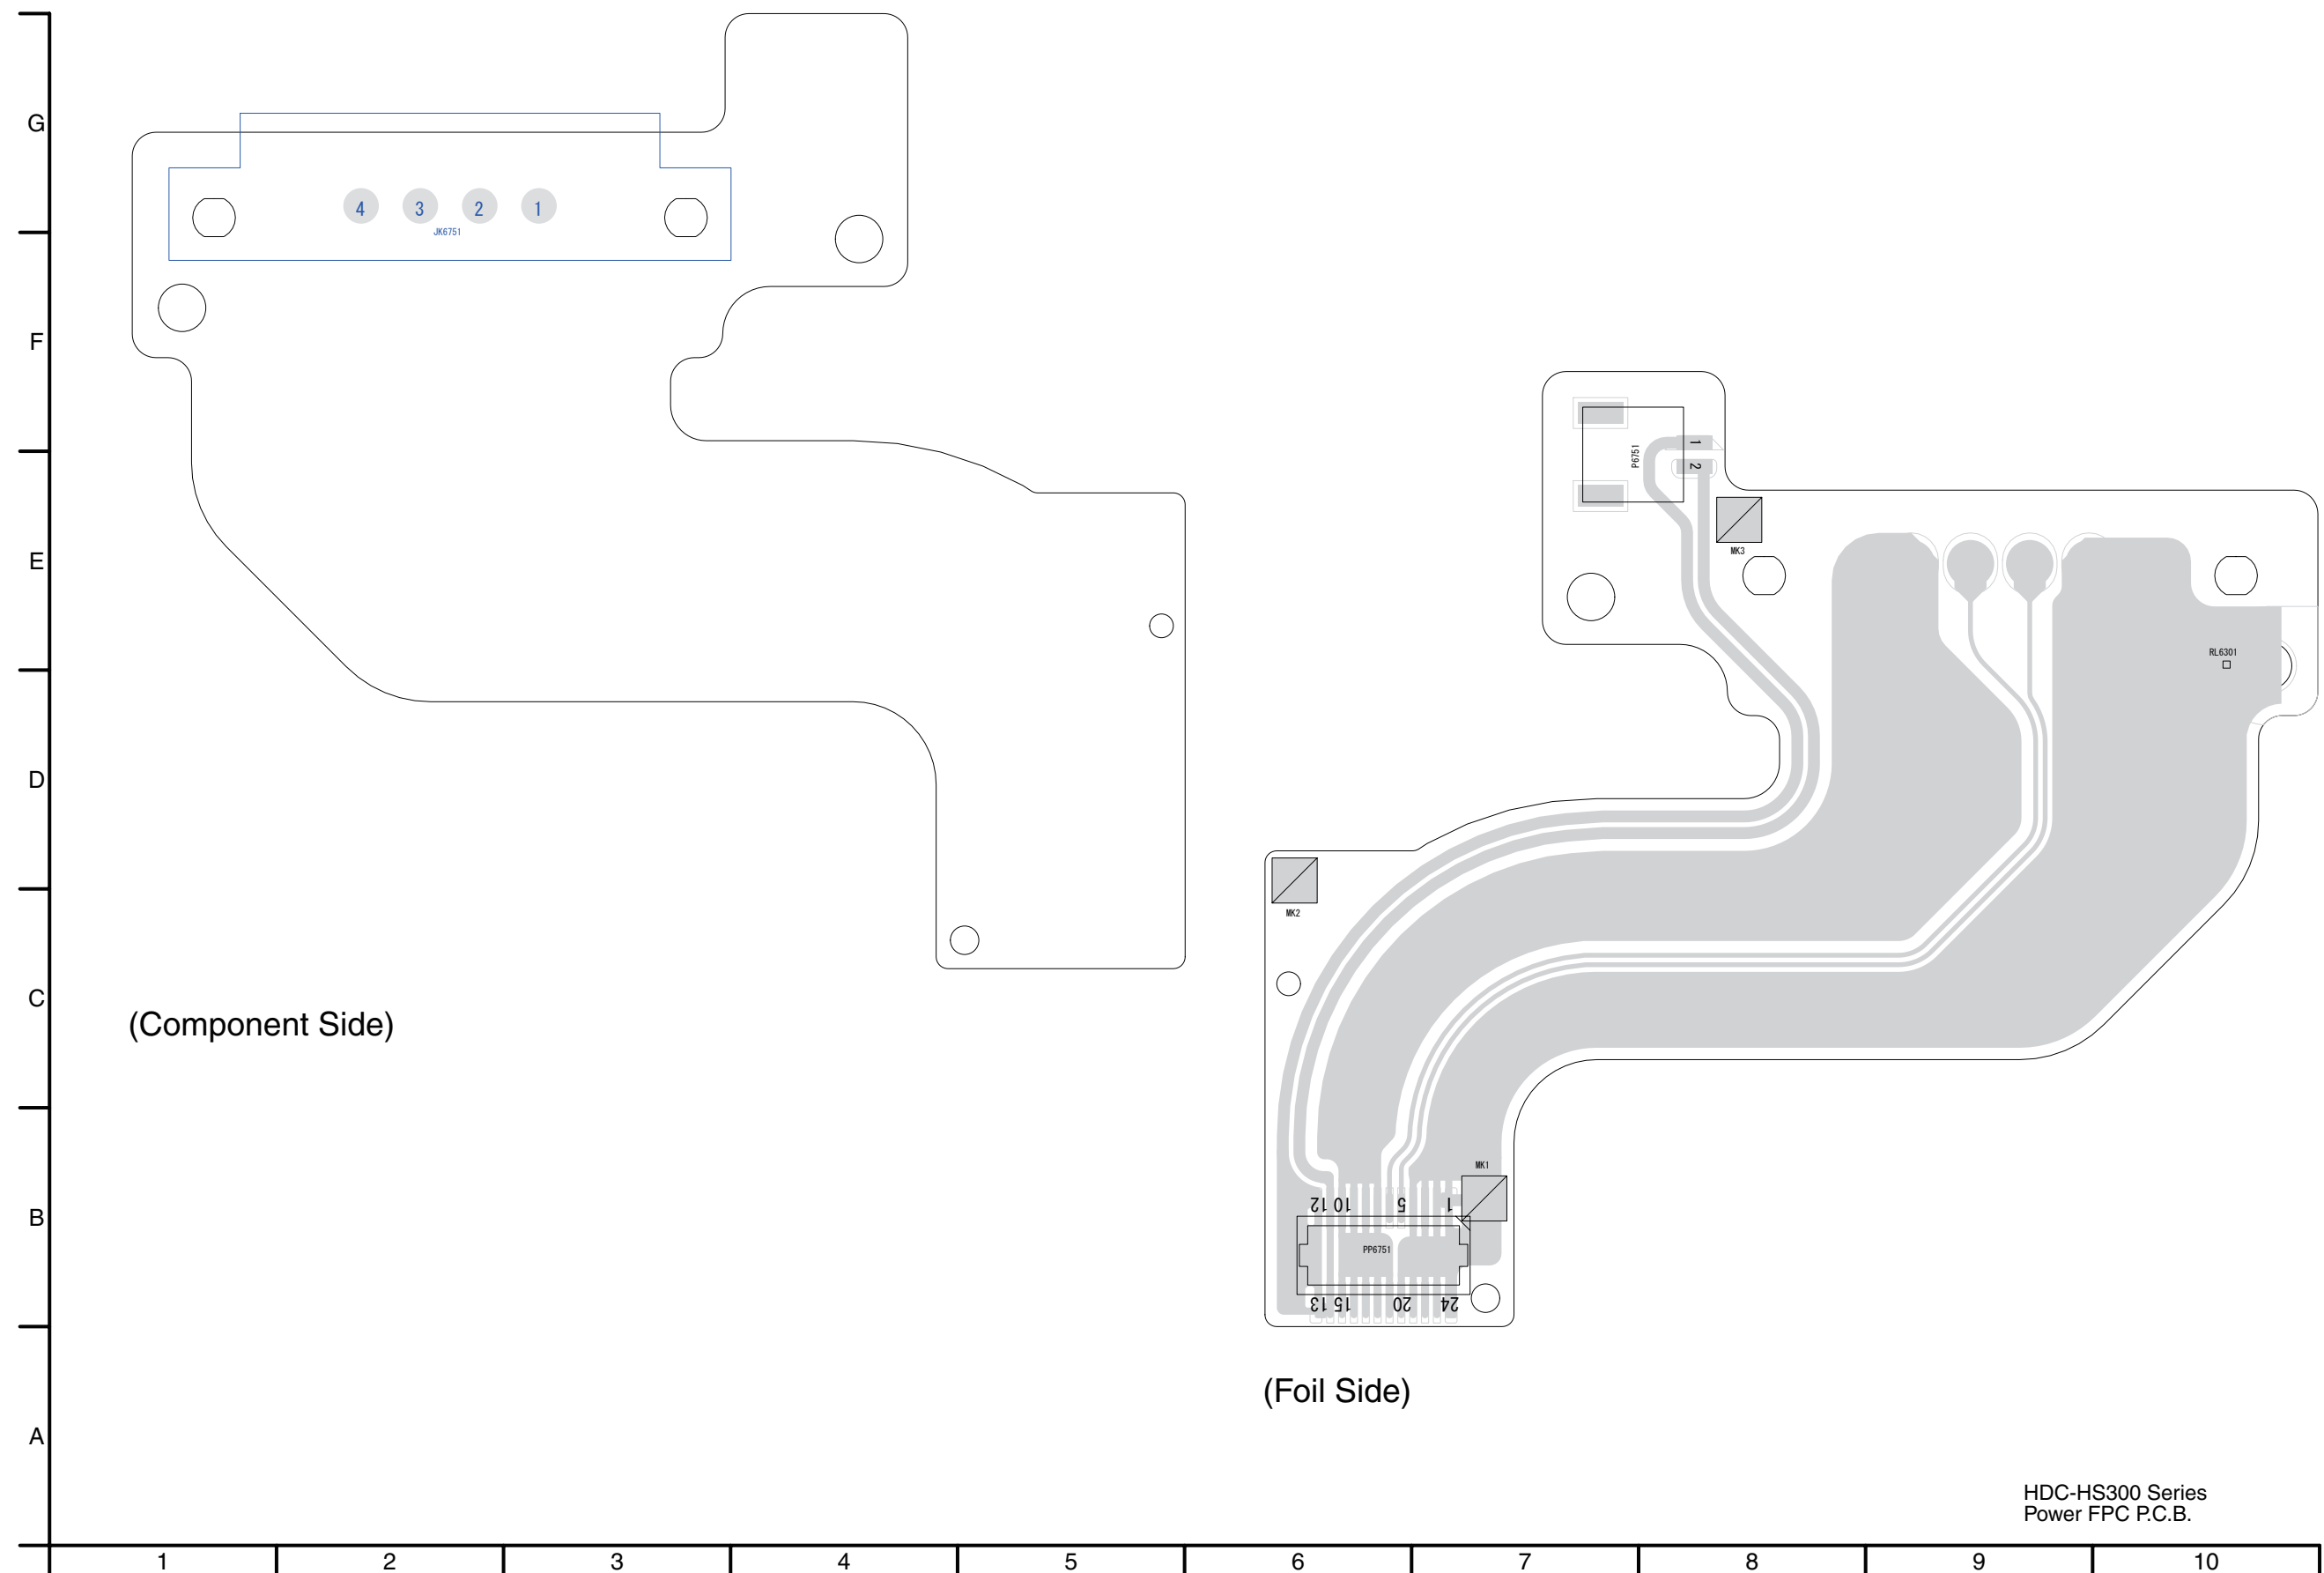 G
4 3 2 1
JK6751
F
1
P6751
2
MK3
E
RL6301
D
MK2
C
(Component Side)
MK1
12 10 5 1
B
PP6751
13 15 20 24
(Foil Side)
A
HDC-HS300 Series
Power FPC P.C.B.
1 2 3 4 5 6 7 8 9 10